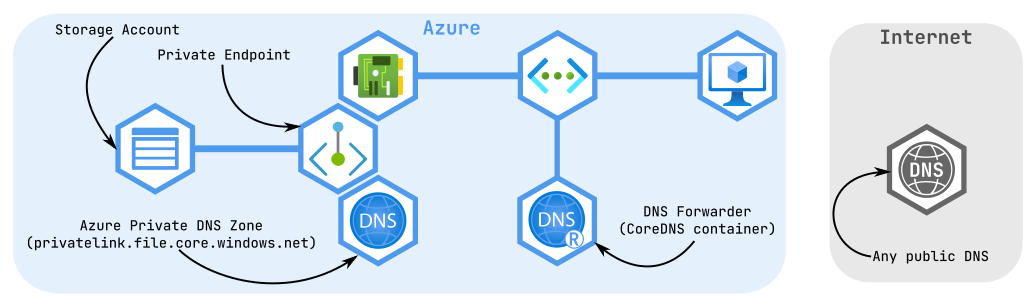 Storage Account
Azure
Internet
Private Endpoint
DNS
Azure Private DNS Zone
(privatelink.file.core.windows.net)
DNS
DNS
R
DNS Forwarder
(CoreDNS container)
Any public DNS